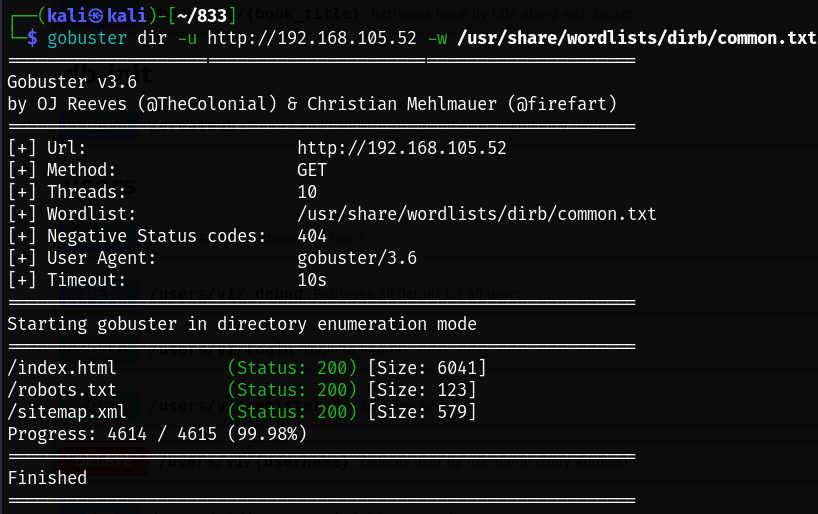 ┌──(kali㉿kali)-[~/833]
└─$ gobuster dir -u http://192.168.105.52 -w /usr/share/wordlists/dirb/common.txt
===============================================================
Gobuster v3.6
by OJ Reeves (@TheColonial) & Christian Mehlmauer (@firefart)
===============================================================
[+] Url:                     http://192.168.105.52
[+] Method:                  GET
[+] Threads:                 10
[+] Wordlist:                /usr/share/wordlists/dirb/common.txt
[+] Negative Status codes:   404
[+] User Agent:              gobuster/3.6
[+] Timeout:                 10s
===============================================================
Starting gobuster in directory enumeration mode
===============================================================
/index.html           (Status: 200) [Size: 6041]
/robots.txt           (Status: 200) [Size: 123]
/sitemap.xml          (Status: 200) [Size: 579]
Progress: 4614 / 4615 (99.98%)
===============================================================
Finished
===============================================================